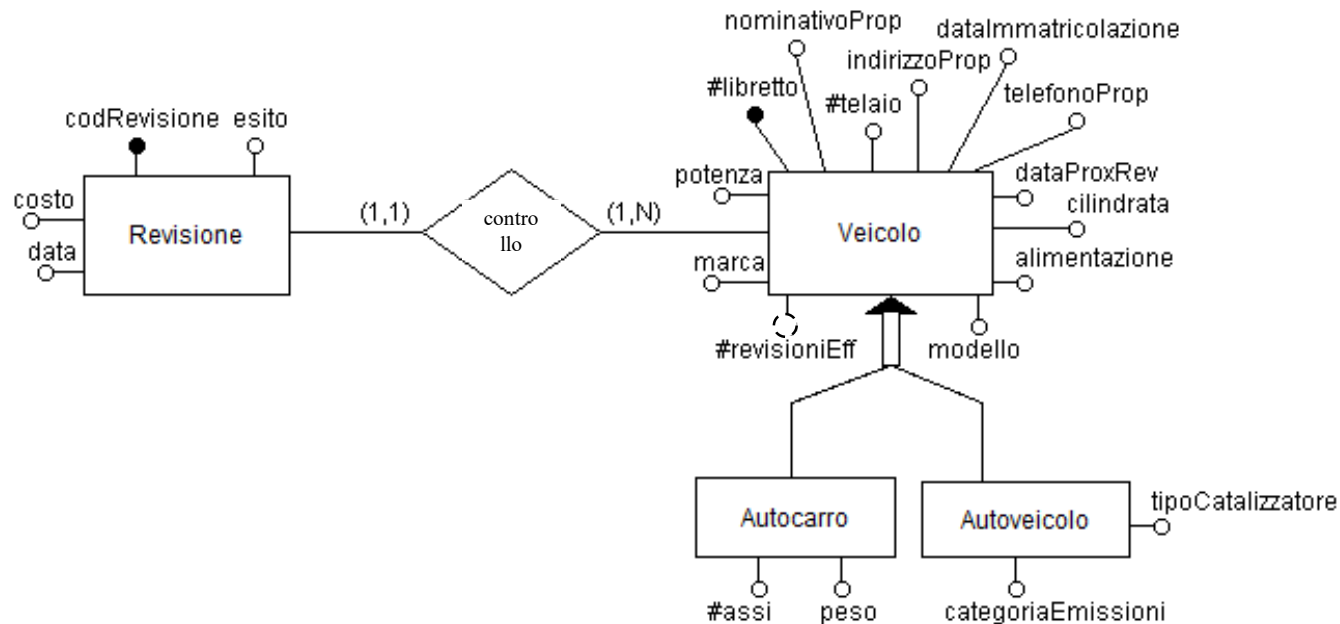 nominativoProp
dataImmatricolazione
indirizzoProp
#libretto
#telaio
telefonoProp
codRevisione esito
potenza
dataProxRev
costo
(1,1)
contro
llo
(1,N)
cilindrata
Revisione
Veicolo
data
marca
alimentazione
#revisioniEff
modello
Autocarro
Autoveicolo
tipoCatalizzatore
#assi
peso
categoriaEmissioni